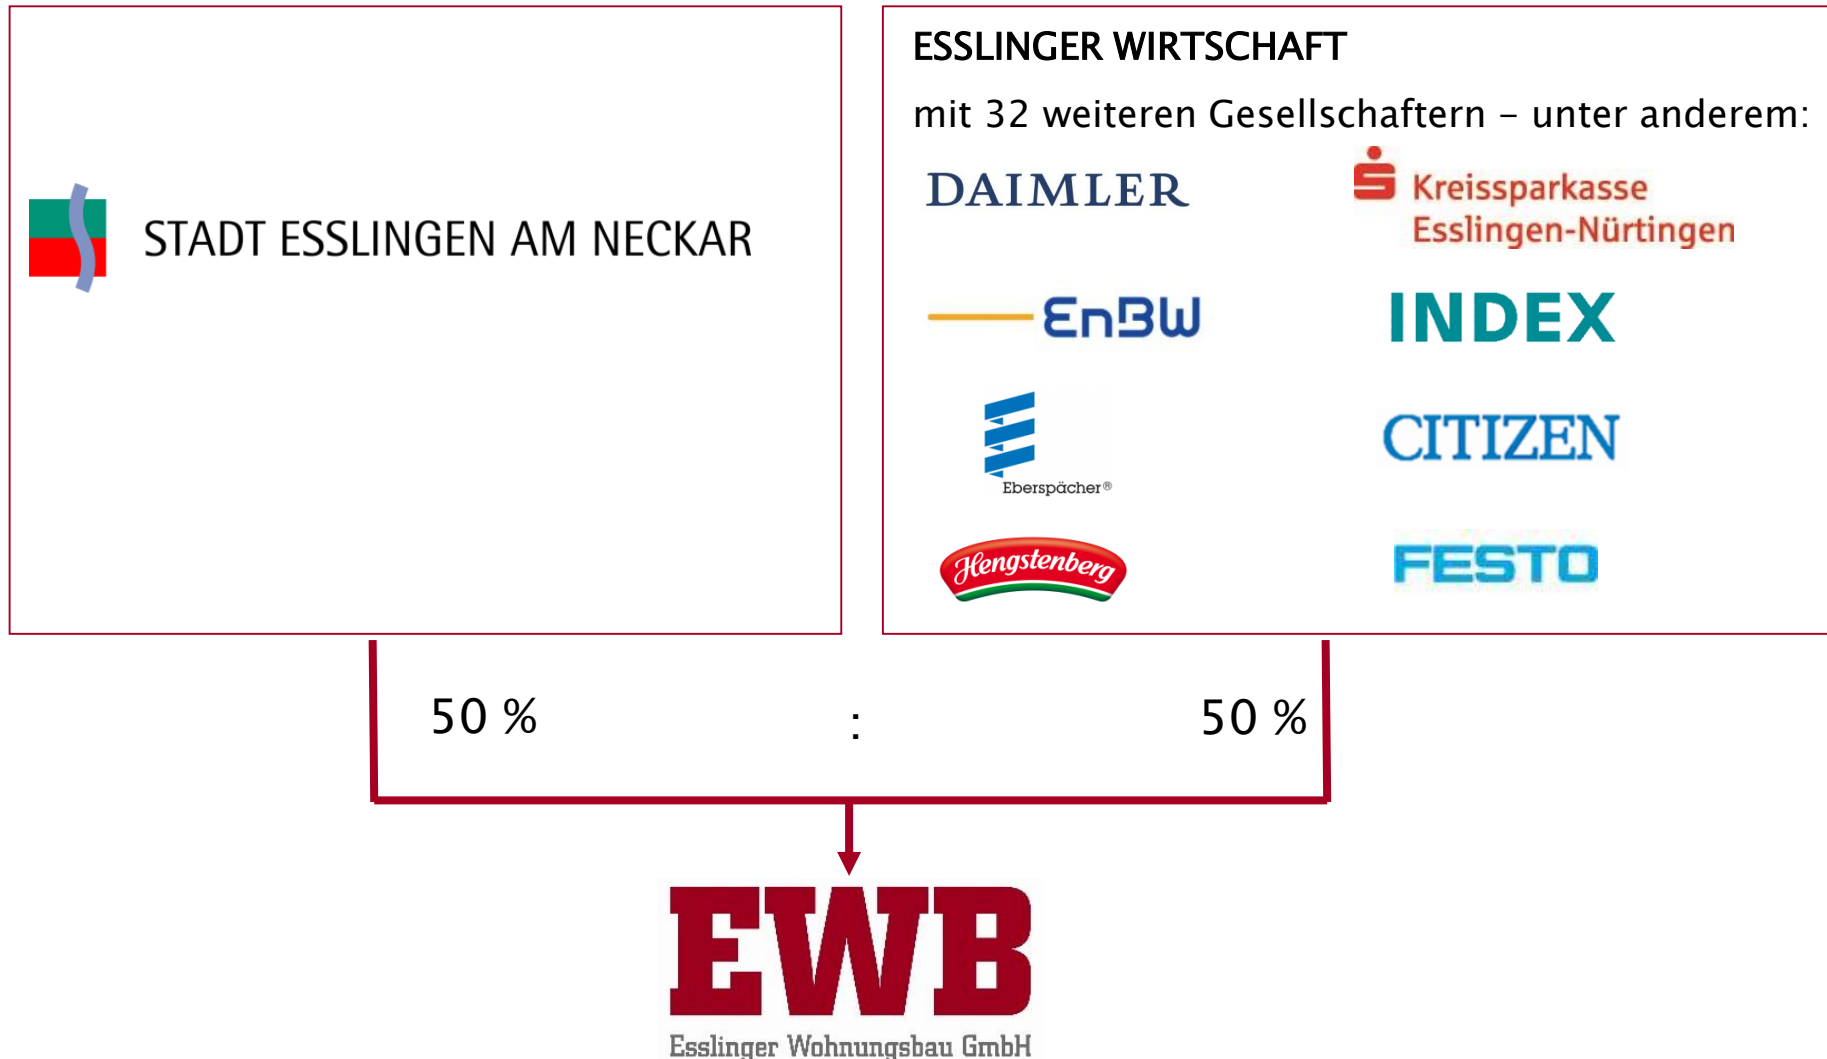 STADT ESSLINGEN AM NECKAR
ESSLINGER WIRTSCHAFT
mit 32 weiteren Gesellschaftern – unter anderem:
DAIMLER
Kreissparkasse
Esslingen-Nürtingen
EnBW
INDEX
Eberspächer®
CITIZEN
Hengstenberg
FESTO
50 % : 50 %
EWB
Esslinger Wohnungsbau GmbH